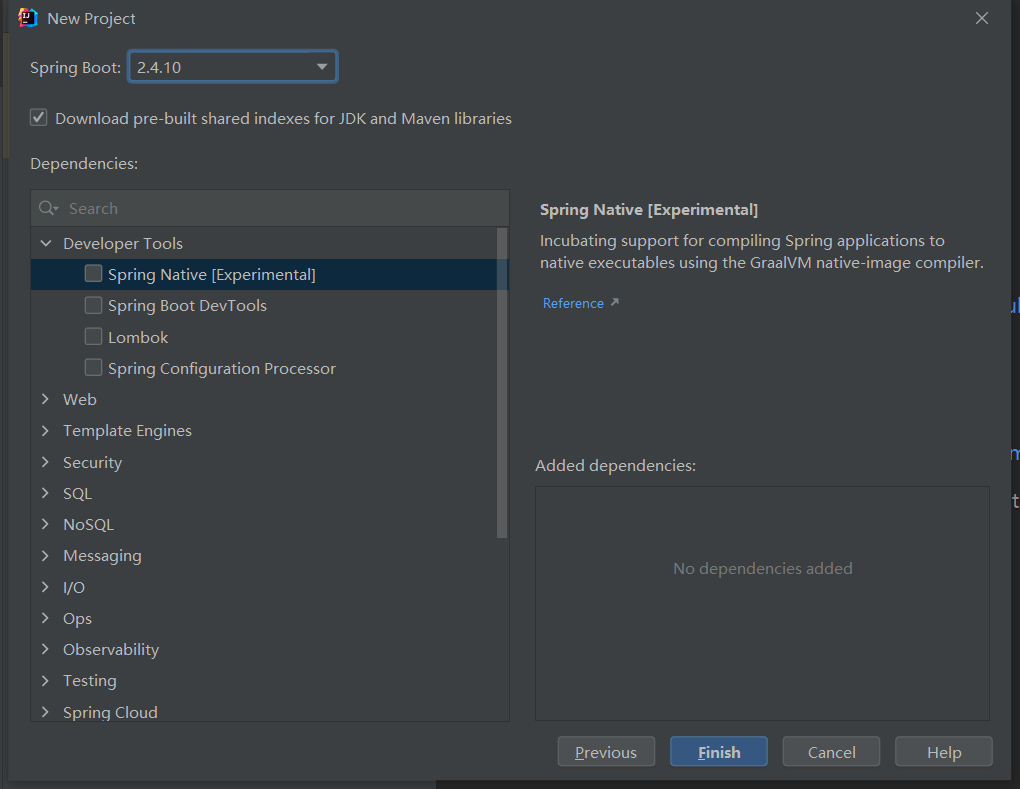 New Project
Spring Boot: 2.4.10
Download pre-built shared indexes for JDK and Maven libraries
Dependencies:
Search
Developer Tools
Spring Native [Experimental]
Spring Boot DevTools
Lombok
Spring Configuration Processor
Web
Template Engines
Security
SQL
NoSQL
Messaging
I/O
Ops
Observability
Testing
Spring Cloud
Spring Native [Experimental]
Incubating support for compiling Spring applications to
native executables using the GraalVM native-image compiler.
Reference
Added dependencies:
No dependencies added
Previous
Finish
Cancel
Help